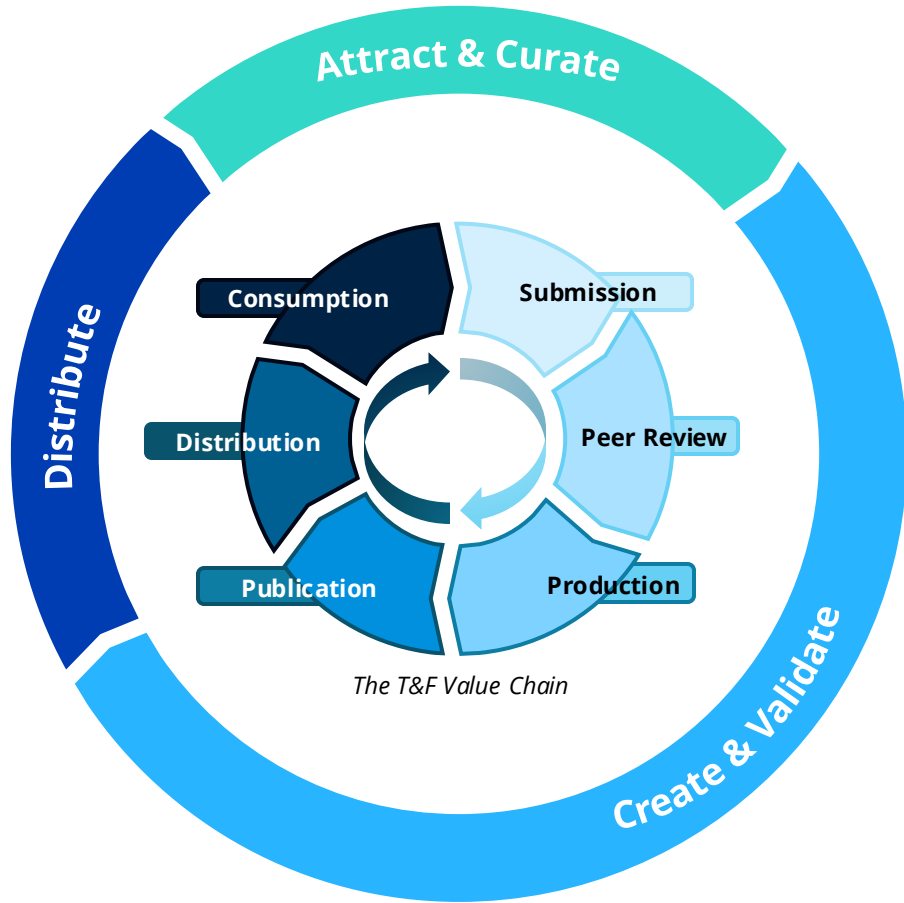 Attract & Curate
Distribute
Consumption
Submission
Distribution
Peer Review
Publication
Production
The T&F Value Chain
Create & Validate